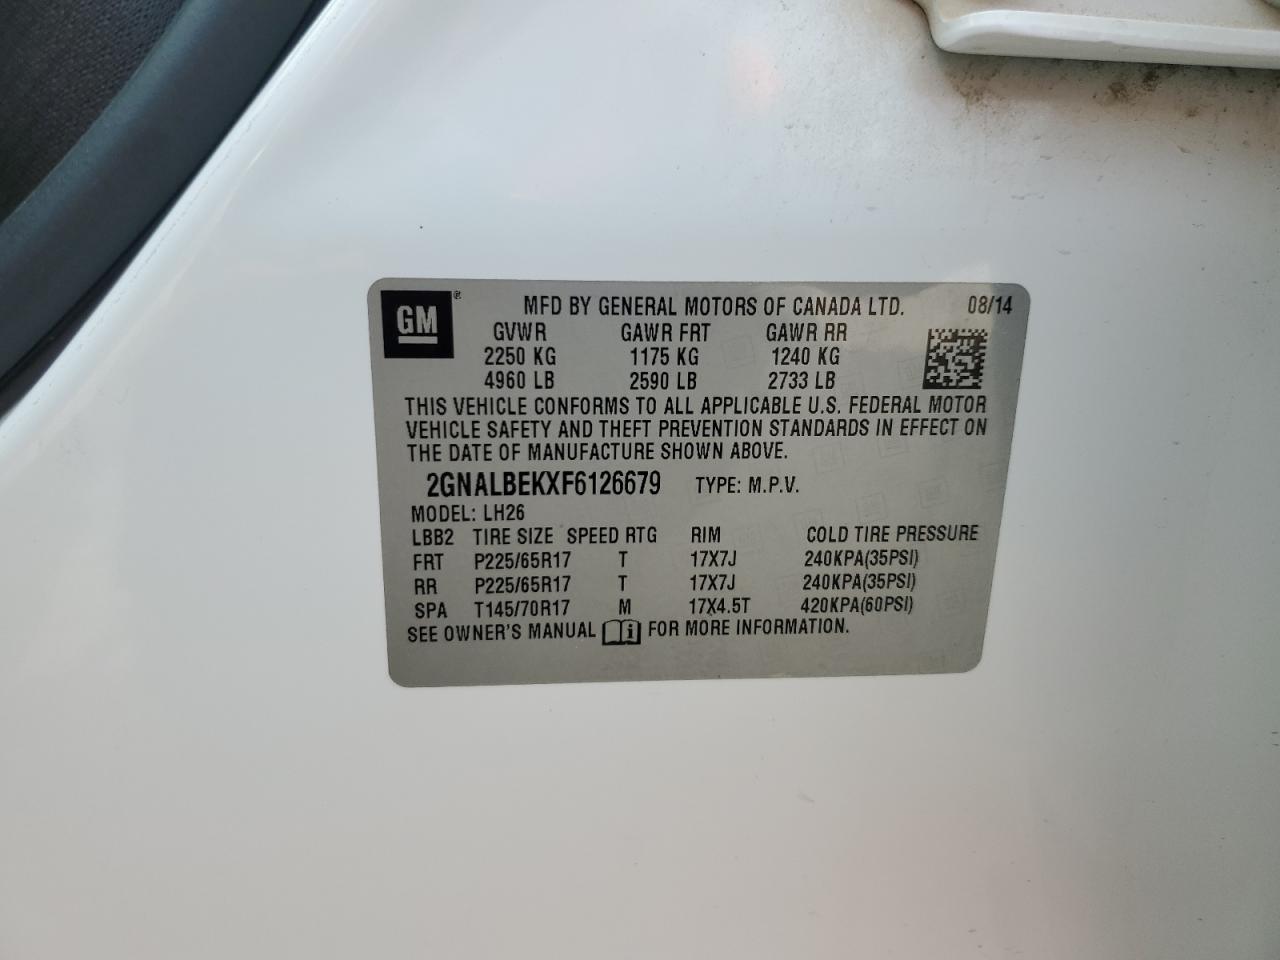 GM ® MFD BY GENERAL MOTORS OF CANADA LTD. 08/14
GVWR GAWR FRT GAWR RR
2250 KG 1175 KG 1240 KG
4960 LB 2590 LB 2733 LB
THIS VEHICLE CONFORMS TO ALL APPLICABLE U.S. FEDERAL MOTOR
VEHICLE SAFETY AND THEFT PREVENTION STANDARDS IN EFFECT ON
THE DATE OF MANUFACTURE SHOWN ABOVE.
2GNALBEKXF6126679 TYPE: M.P.V.
MODEL: LH26
LBB2 TIRE SIZE SPEED RTG RIM COLD TIRE PRESSURE
FRT P225/65R17 T 17X7J 240KPA(35PSI)
RR P225/65R17 T 17X7J 240KPA(35PSI)
SPA T145/70R17 M 17X4.5T 420KPA(60PSI)
SEE OWNER'S MANUAL i FOR MORE INFORMATION.